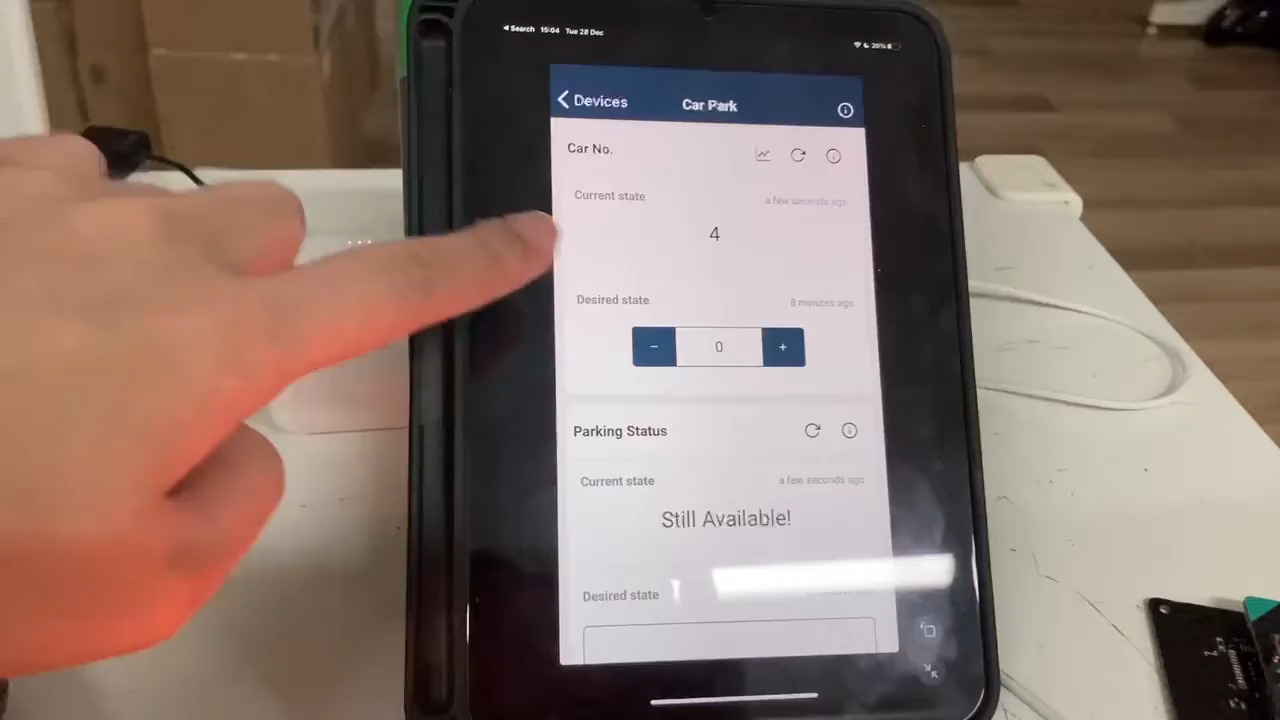 Search 15:04 Tue 28 Dec
26%
Devices
Car Park
Car No.
Current state
a few seconds ago
4
Desired state
8 minutes ago
− 0 +
Parking Status
Current state
a few seconds ago
Still Available!
Desired state